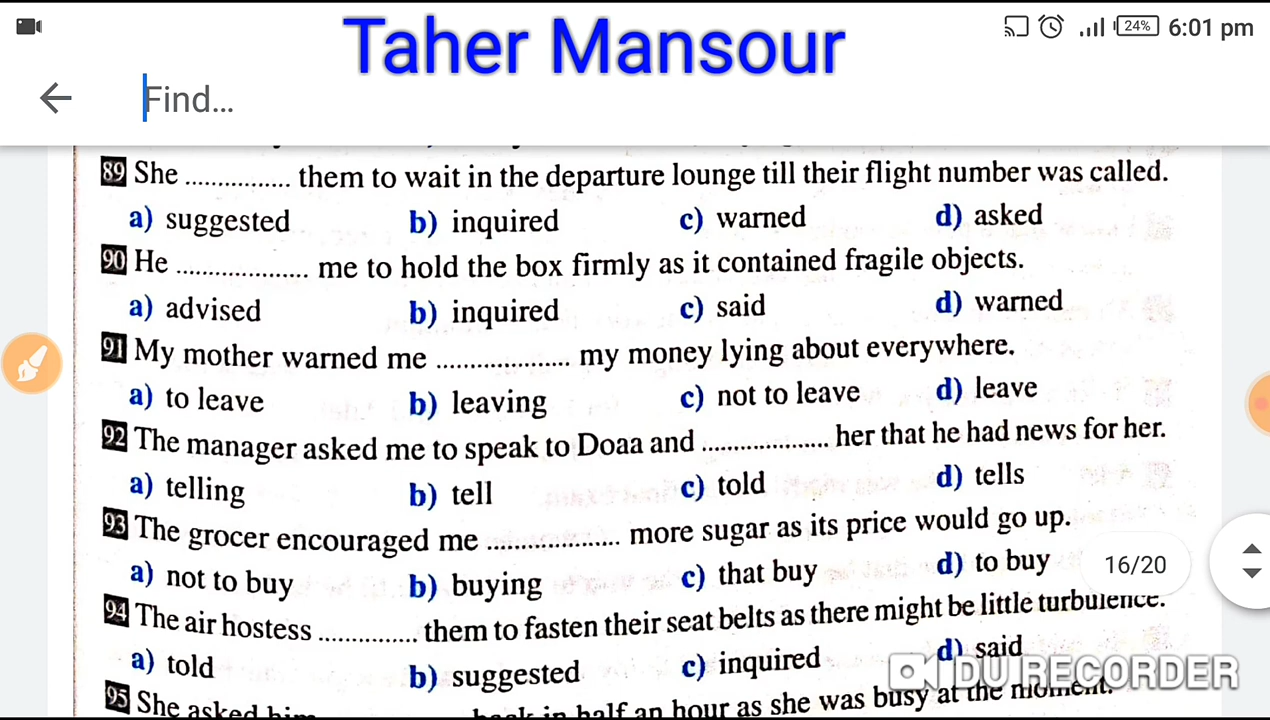 Taher Mansour
24% 6:01 pm
Find...
89 She ................ them to wait in the departure lounge till their flight number was called.
a) suggested b) inquired c) warned d) asked
90 He .................... me to hold the box firmly as it contained fragile objects.
a) advised b) inquired c) said d) warned
91 My mother warned me .................... my money lying about everywhere.
a) to leave b) leaving c) not to leave d) leave
92 The manager asked me to speak to Doaa and ................... her that he had news for her.
a) telling b) tell c) told d) tells
93 The grocer encouraged me .................... more sugar as its price would go up.
a) not to buy b) buying c) that buy d) to buy
16/20
94 The air hostess ............... them to fasten their seat belts as there might be little turbulence.
a) told b) suggested c) inquired d) said
DU RECORDER
95 She asked him back in half an hour as she was busy at the moment.